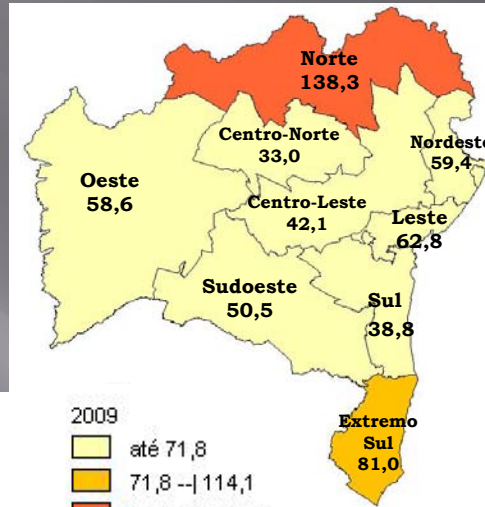 Norte
138,3
Centro-Norte
33,0
Nordeste
59,4
Oeste
58,6
Centro-Leste
42,1
Leste
62,8
Sudoeste
50,5
Sul
38,8
Extremo
Sul
81,0
2009
até 71,8
71,8 --| 114,1